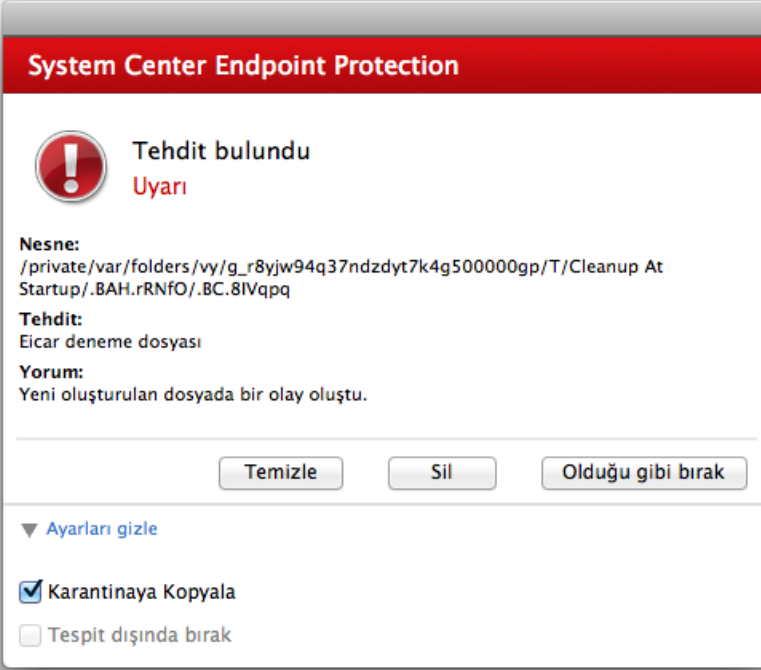 System Center Endpoint Protection
Tehdit bulundu
Uyarı
Nesne:
/private/var/folders/vy/g_r8yjw94q37ndzdyt7k4g500000gp/T/Cleanup At
Startup/.BAH.rRNfO/.BC.8IVqpq
Tehdit:
Eicar deneme dosyası
Yorum:
Yeni oluşturulan dosyada bir olay oluştu.
Temizle Sil Olduğu gibi bırak
Ayarları gizle
Karantinaya Kopyala
Tespit dışında bırak